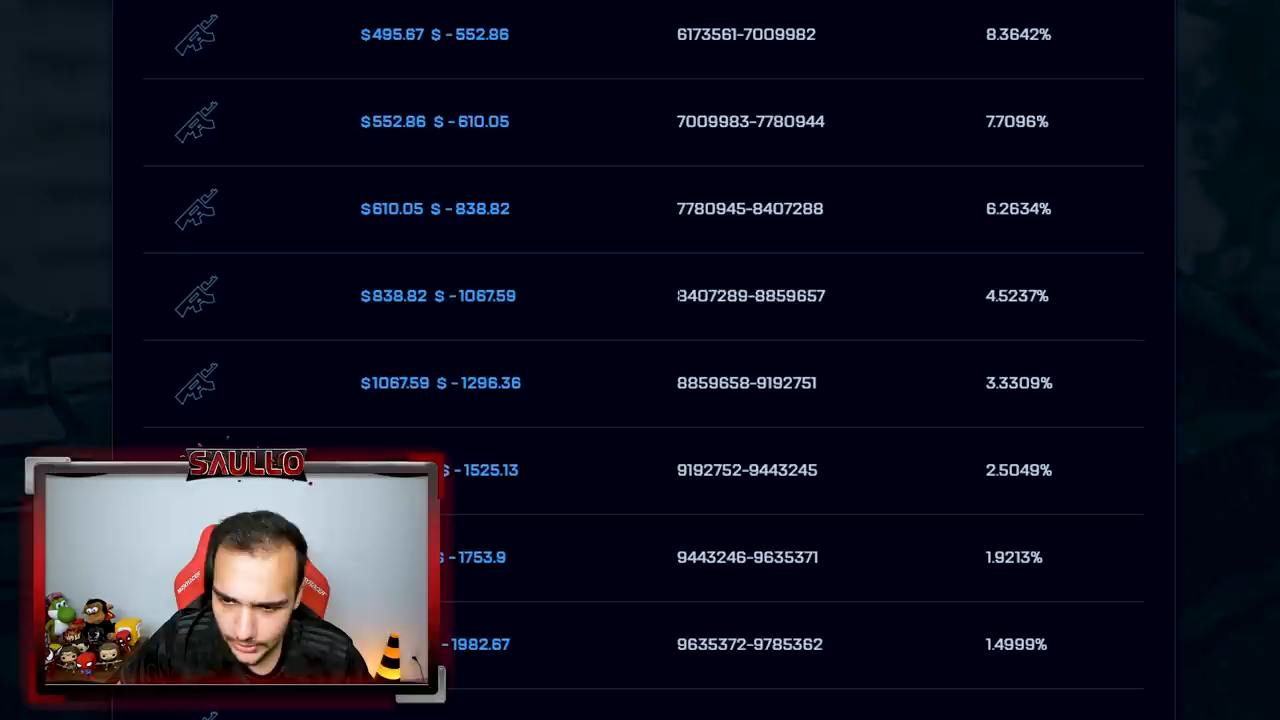 $495.67 $ - 552.86 6173561-7009982 8.3642%
$552.86 $ - 610.05 7009983-7780944 7.7096%
$610.05 $ - 838.82 7780945-8407288 6.2634%
$838.82 $ - 1067.59 8407289-8859657 4.5237%
$1067.59 $ - 1296.36 8859658-9192751 3.3309%
$ - 1525.13 9192752-9443245 2.5049%
$ - 1753.9 9443246-9635371 1.9213%
- 1982.67 9635372-9785362 1.4999%
SAULLO